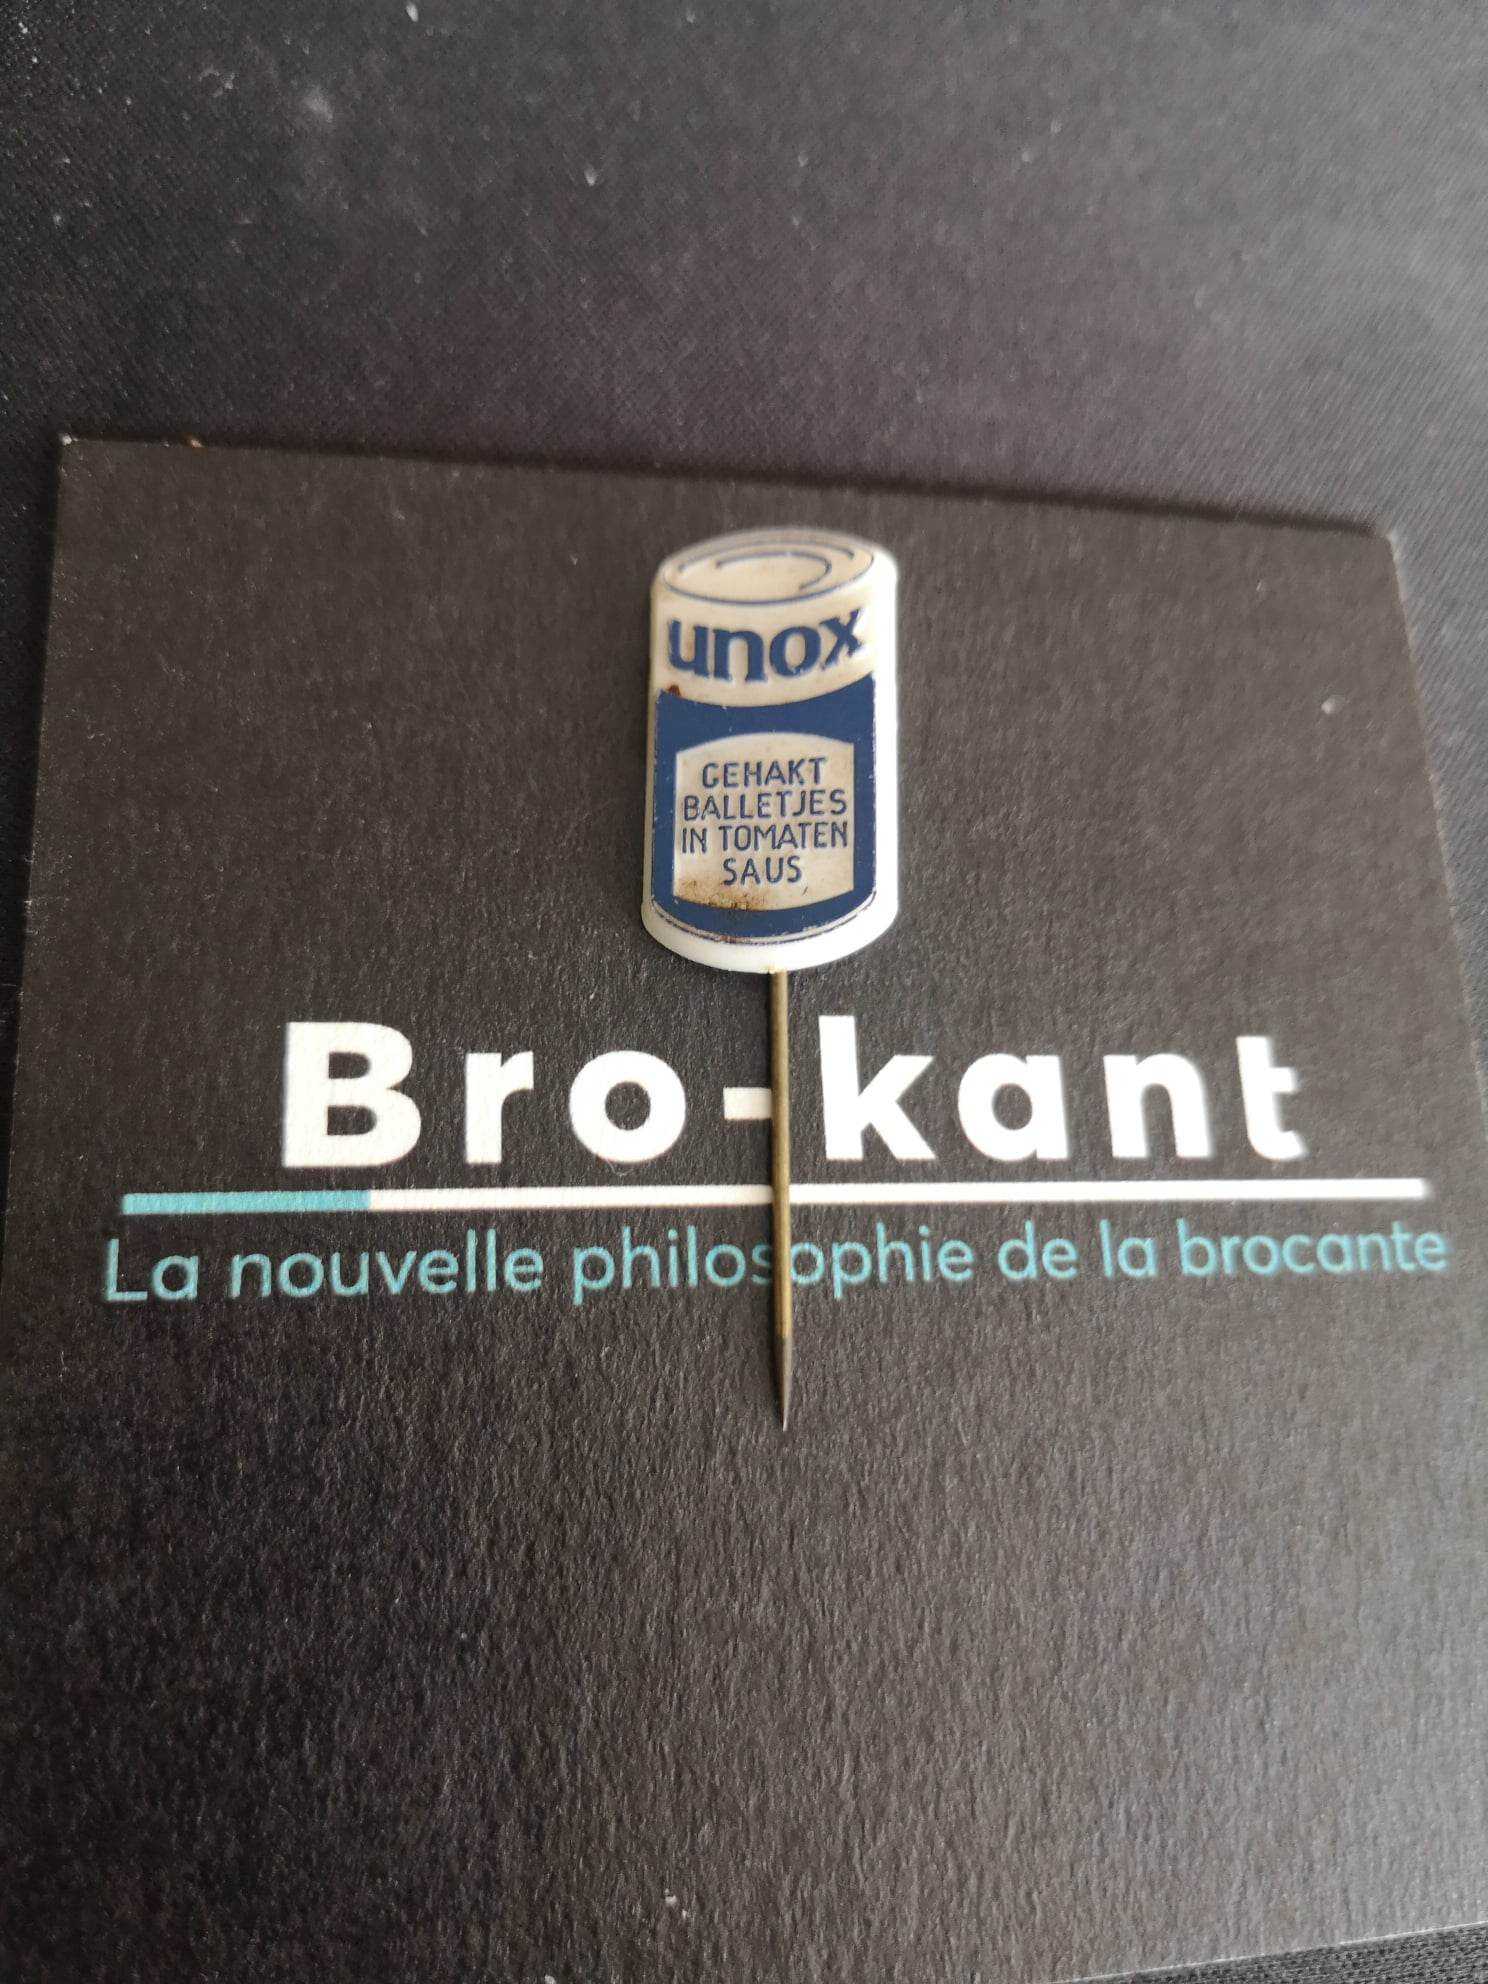 unox
GEHAKT
BALLETJES
IN TOMATEN
SAUS
Bro-kant
La nouvelle philosophie de la brocante